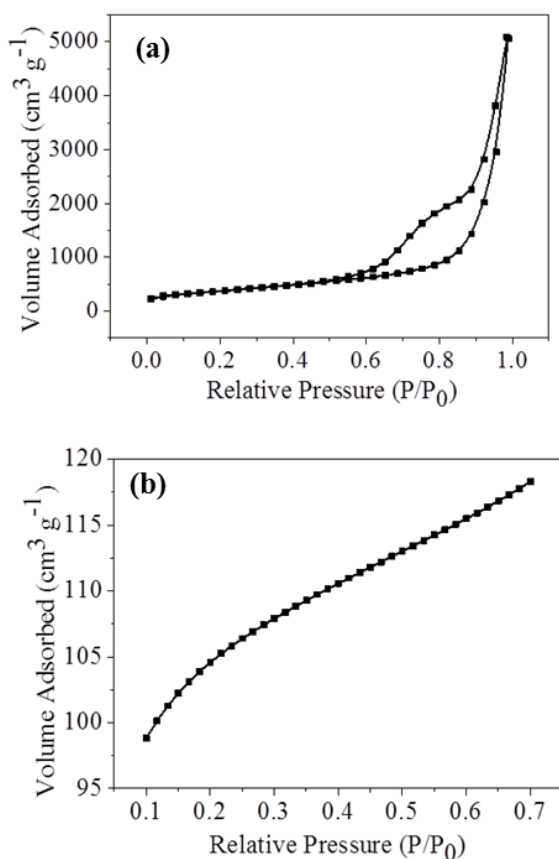 (a)
5000
4000
3000
2000
1000
0
Volume Adsorbed (cm³ g⁻¹)
0.0 0.2 0.4 0.6 0.8 1.0
Relative Pressure (P/P₀)
(b)
120
115
110
105
100
95
Volume Adsorbed (cm³ g⁻¹)
0.1 0.2 0.3 0.4 0.5 0.6 0.7
Relative Pressure (P/P₀)